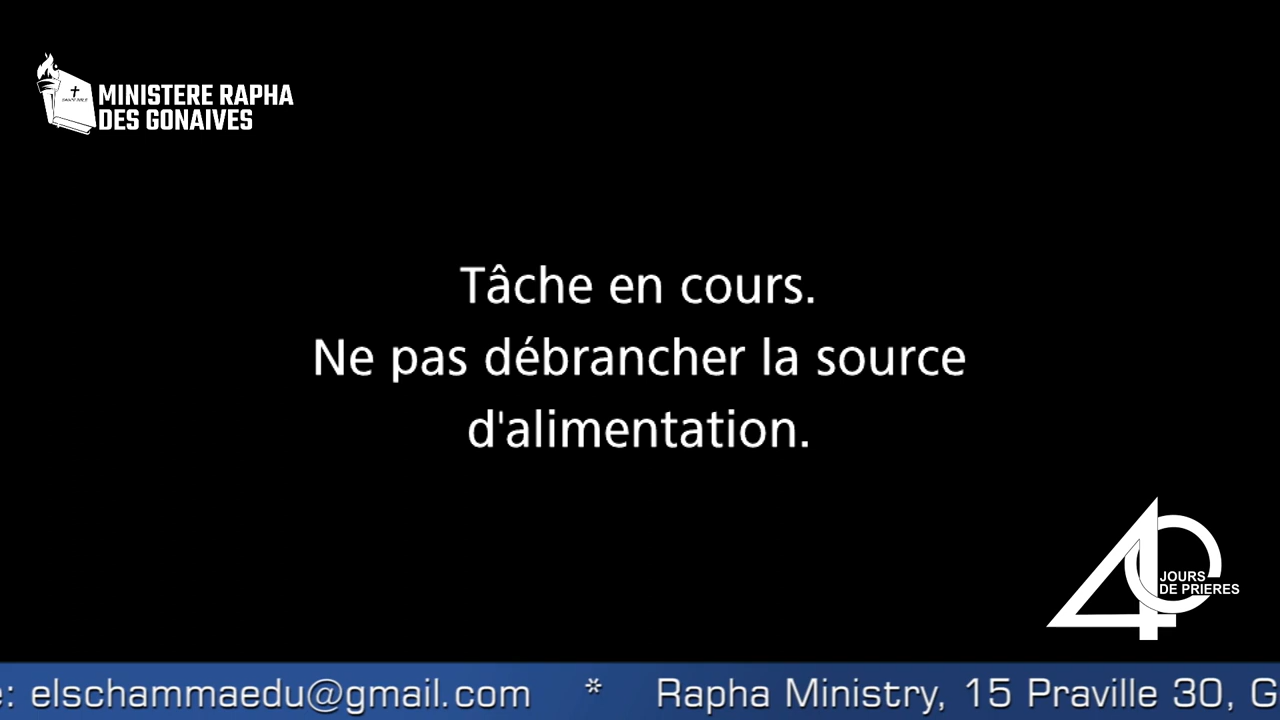 MINISTERE RAPHA
DES GONAIVES
Tâche en cours.
Ne pas débrancher la source
d'alimentation.
40
JOURS
DE PRIERES
: elschammaedu@gmail.com * Rapha Ministry, 15 Praville 30, G